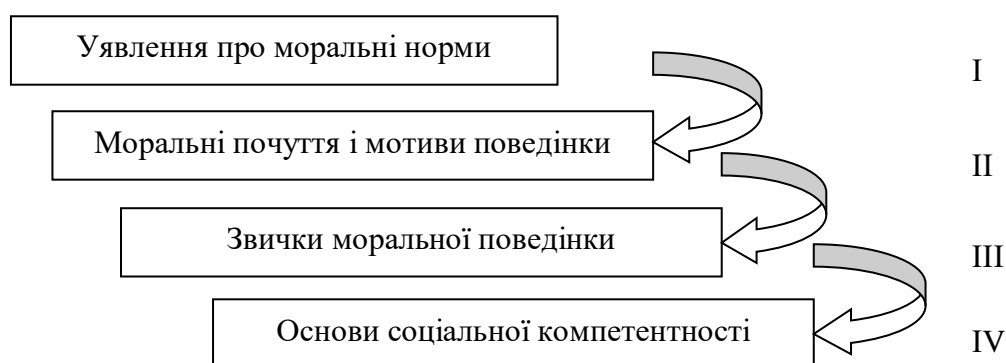 Уявлення про моральні норми
I
Моральні почуття і мотиви поведінки
II
Звички моральної поведінки
III
Основи соціальної компетентності
IV